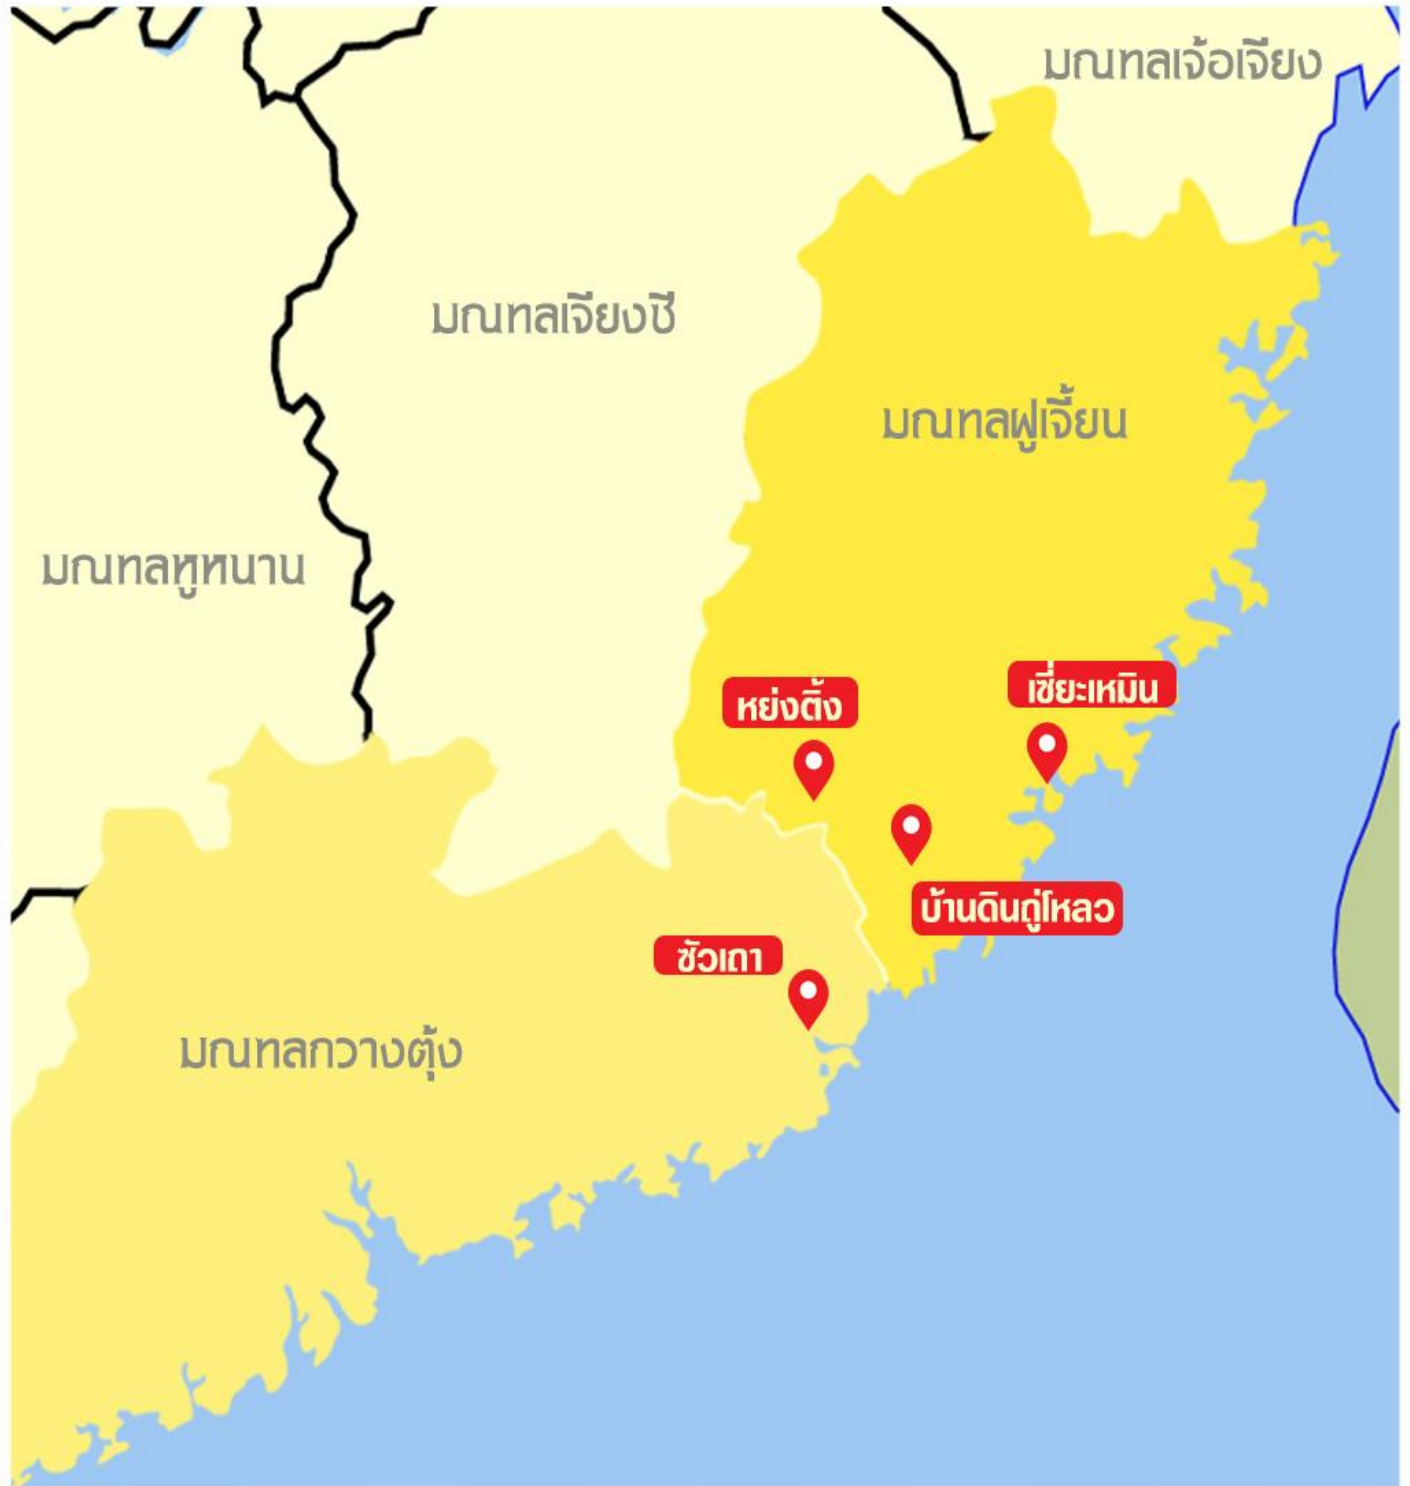 มณฑลเจ้อเจียง
มณฑลเจียงซี
มณฑลฝูเจี้ยน
มณฑลหูหนาน
เซี่ยะเหมิน
หย่งติ้ง
บ้านดินถู่โหลว
ซัวเถา
มณฑลกวางตุ้ง